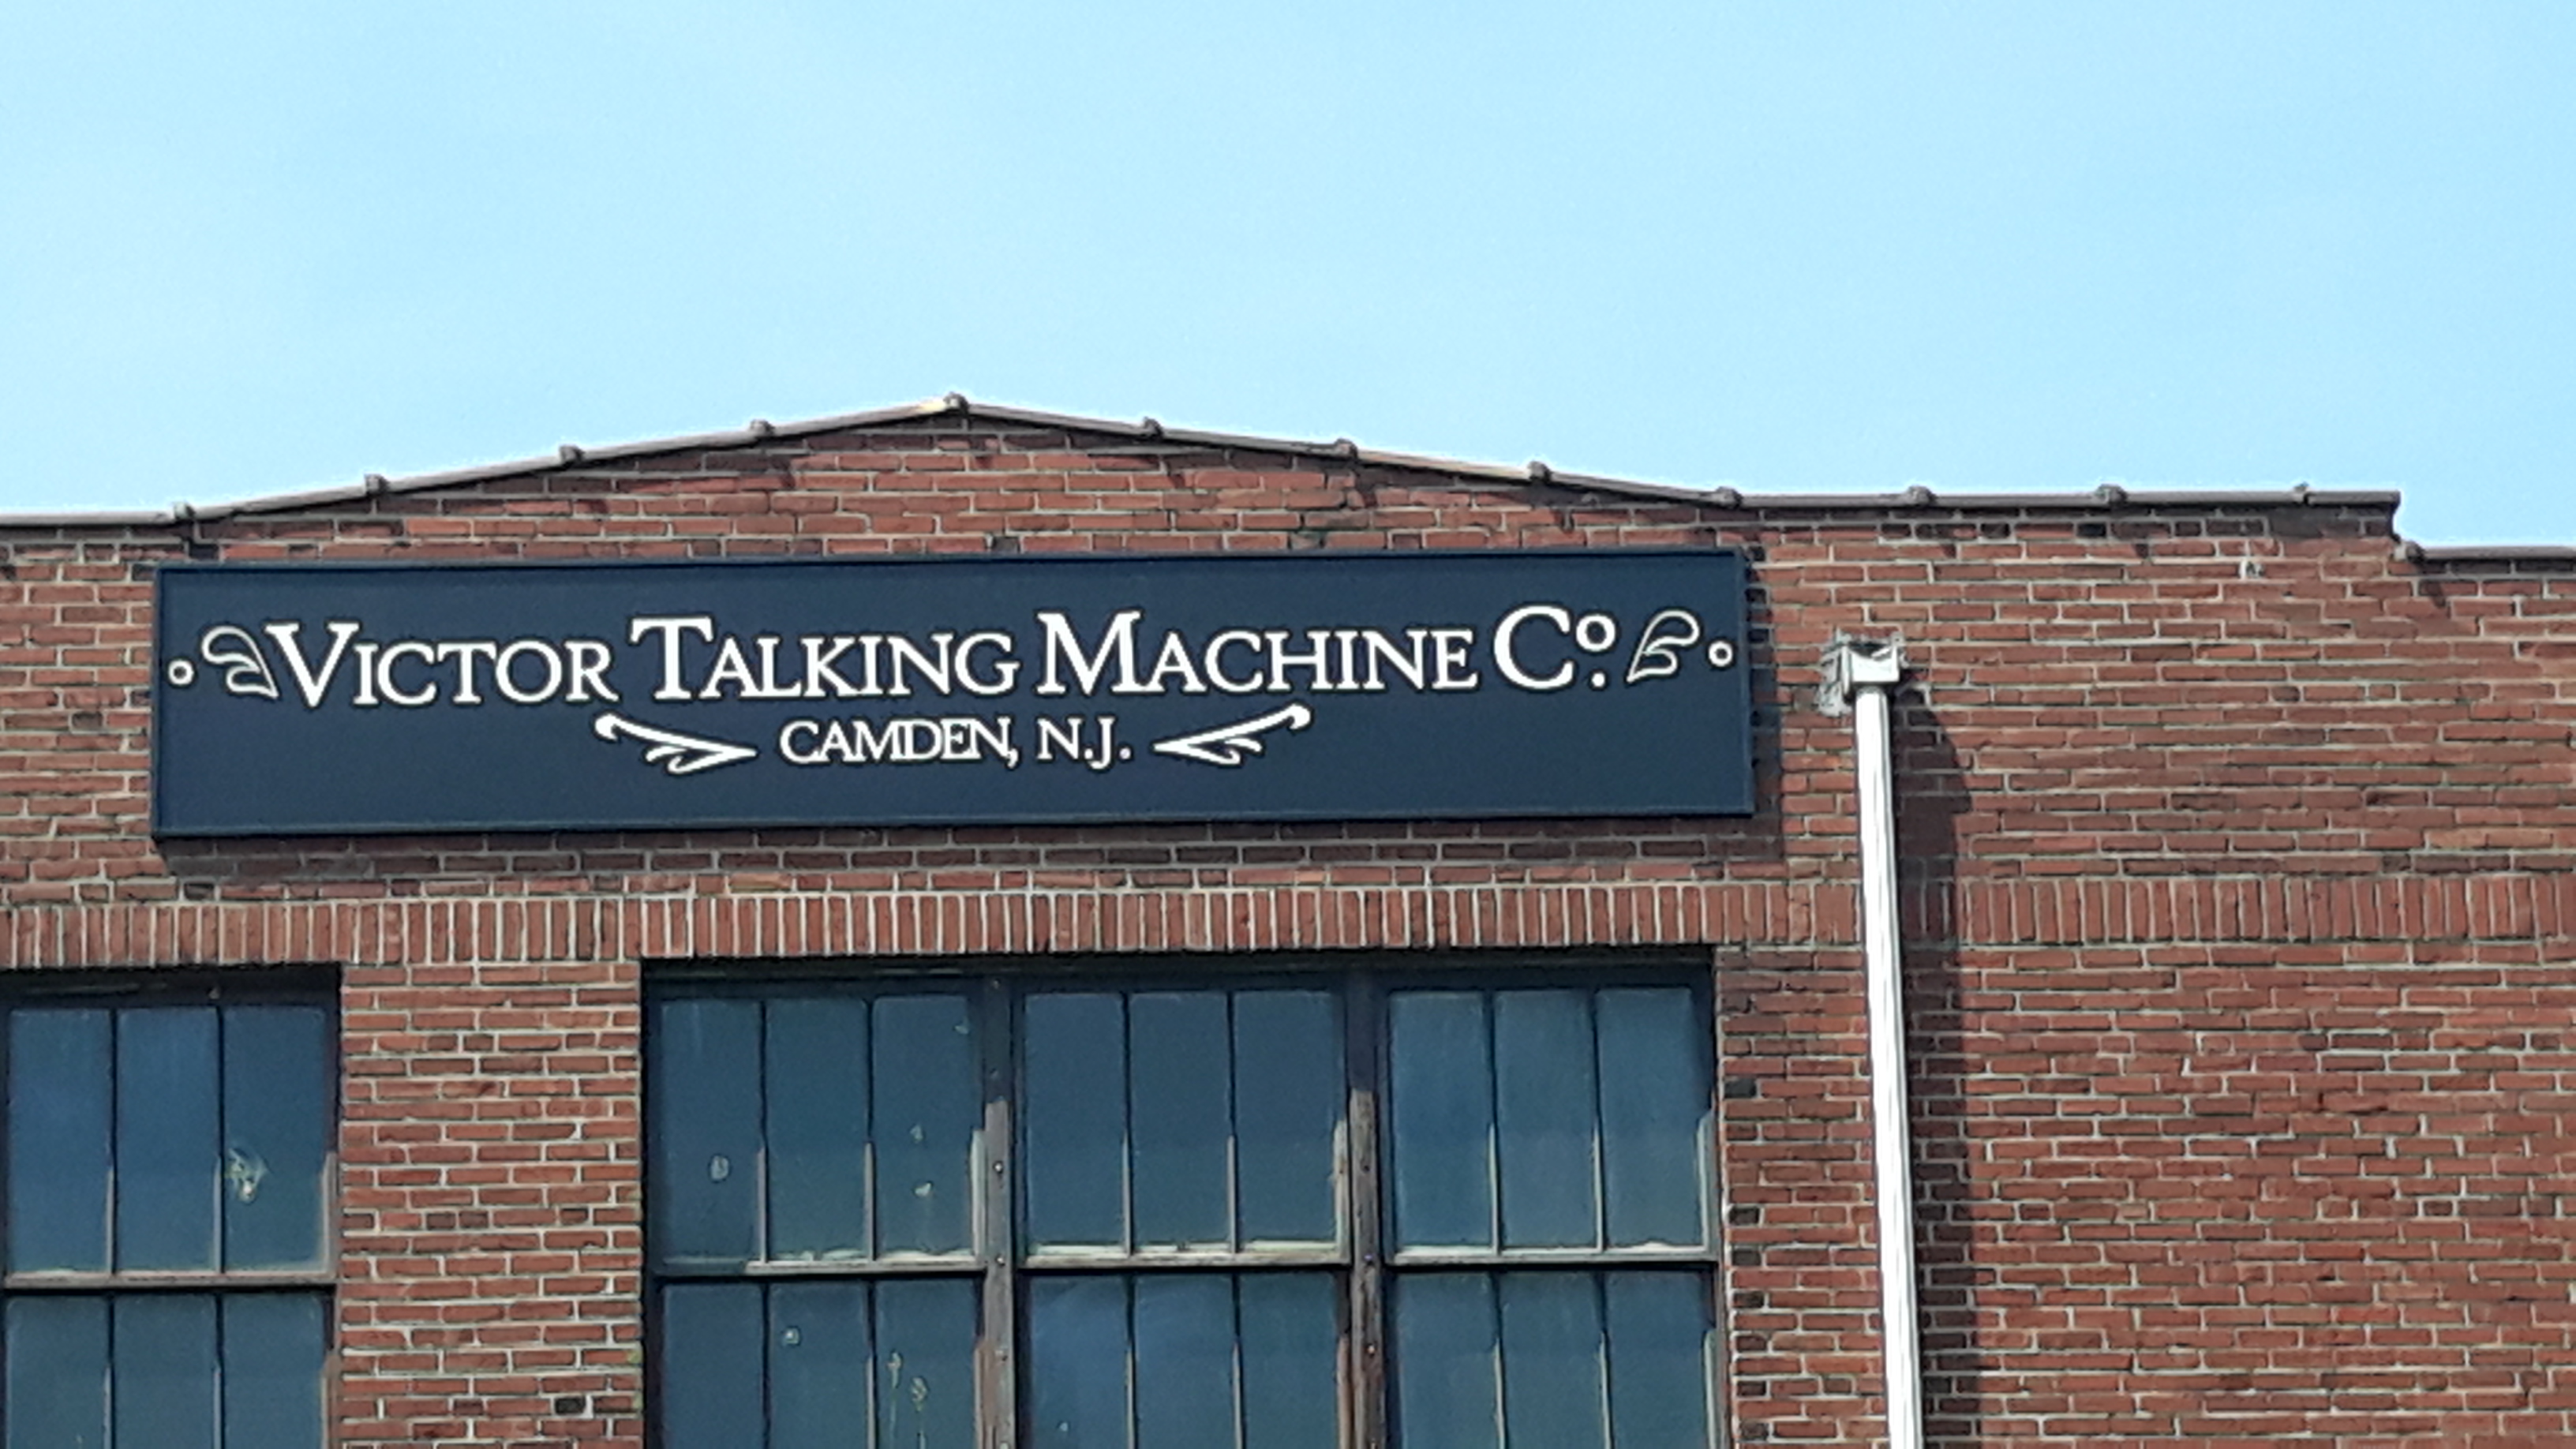 VICTOR TALKING MACHINE Cº.
CAMDEN, N.J.